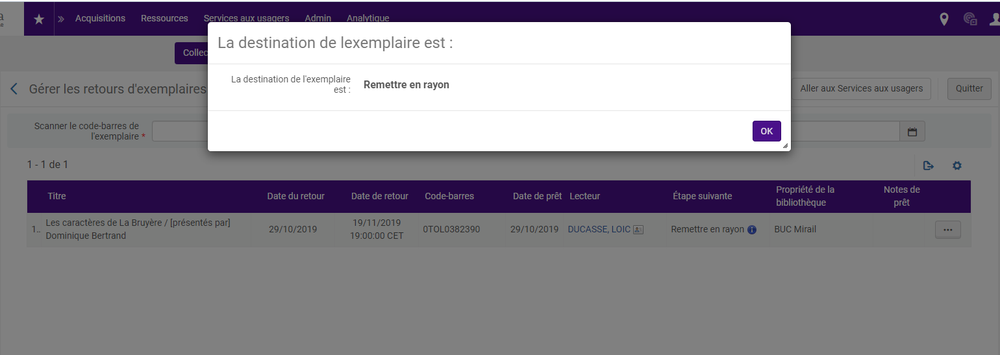 Acquisitions Ressources Services aux usagers Admin Analytique
La destination de lexemplaire est :
La destination de l'exemplaire
est :
Remettre en rayon
OK
Gérer les retours d'exemplaires
Aller aux Services aux usagers
Quitter
Scanner le code-barres de
l'exemplaire *
1 - 1 de 1
Titre Date du retour Date de retour Code-barres Date de prêt Lecteur Étape suivante Propriété de la
bibliothèque Notes de
prêt
1.. Les caractères de La Bruyère / [présentés par]
Dominique Bertrand
29/10/2019
19/11/2019
19:00:00 CET
0TOL0382390
29/10/2019
DUCASSE, LOIC
Remettre en rayon
BUC Mirail